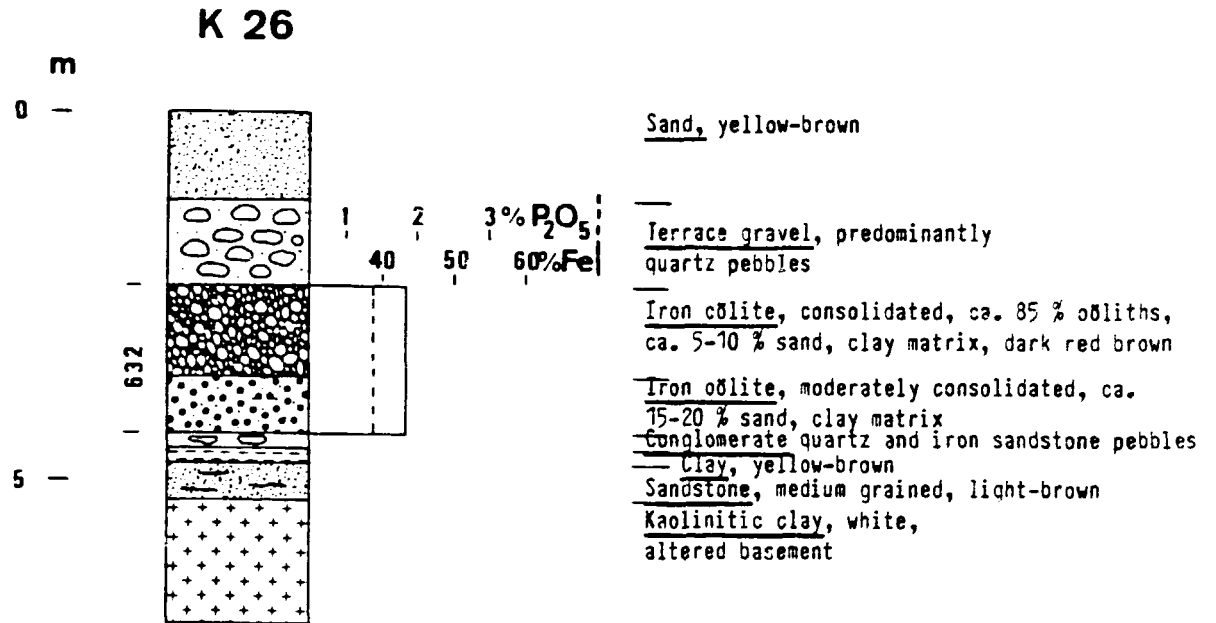 K 26
m
0
Sand, yellow-brown
1 2 3% P2O5
40 50 60%Fe
Terrace gravel, predominantly
quartz pebbles
632
Iron cölite, consolidated, ca. 85 % oöliths,
ca. 5-10 % sand, clay matrix, dark red brown
Iron oölite, moderately consolidated, ca.
15-20 % sand, clay matrix
Conglomerate quartz and iron sandstone pebbles
Clay, yellow-brown
5
Sandstone, medium grained, light-brown
Kaolinitic clay, white,
altered basement